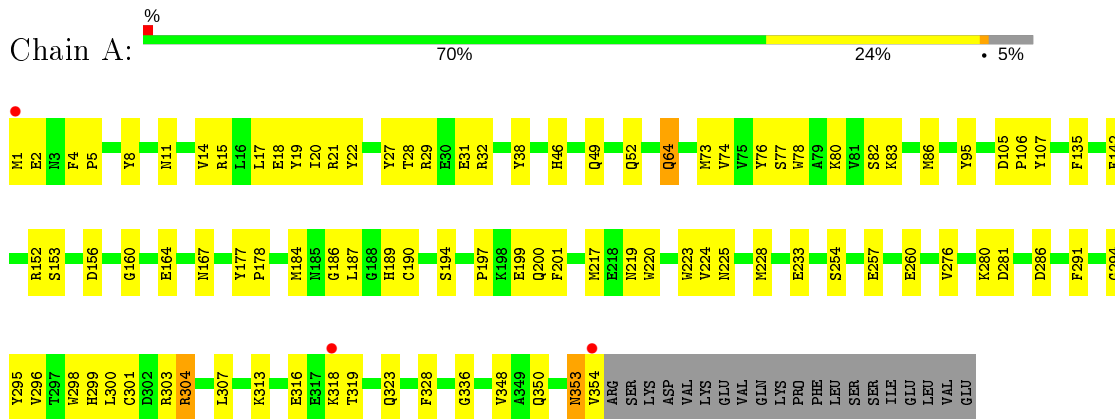 %
Chain A:
70% 24% • 5%
M1 E2 N3 F4 P5 Y8 N11 V14 R15 L16 L17 E18 Y19 I20 R21 Y22 Y27 T28 R29 E30 E31 R32 Y38 H46 Q49 Q52 Q64 M73 V74 V75 Y76 S77 W78 A79 K80 V81 S82 K83 M86 Y95 D105 P106 Y107 F135
R152 S153 D156 G160 E164 N167 Y177 P178 M184 N185 G186 L187 G188 H189 C190 S194 P197 K198 E199 Q200 F201 M217 E218 N219 W220 W223 V224 N225 M228 E233 S254 E257 E260 V276 K280 D281 D286 F291
Y295 V296 T297 W298 H299 L300 C301 D302 R303 R304 L307 K313 E316 E317 K318 T319 Q323 F328 G336 V348 A349 Q350 N353 V354 ARG SER LYS ASP VAL LYS GLU VAL GLN LYS PRO PHE LEU SER SER ILE GLU LEU VAL GLU